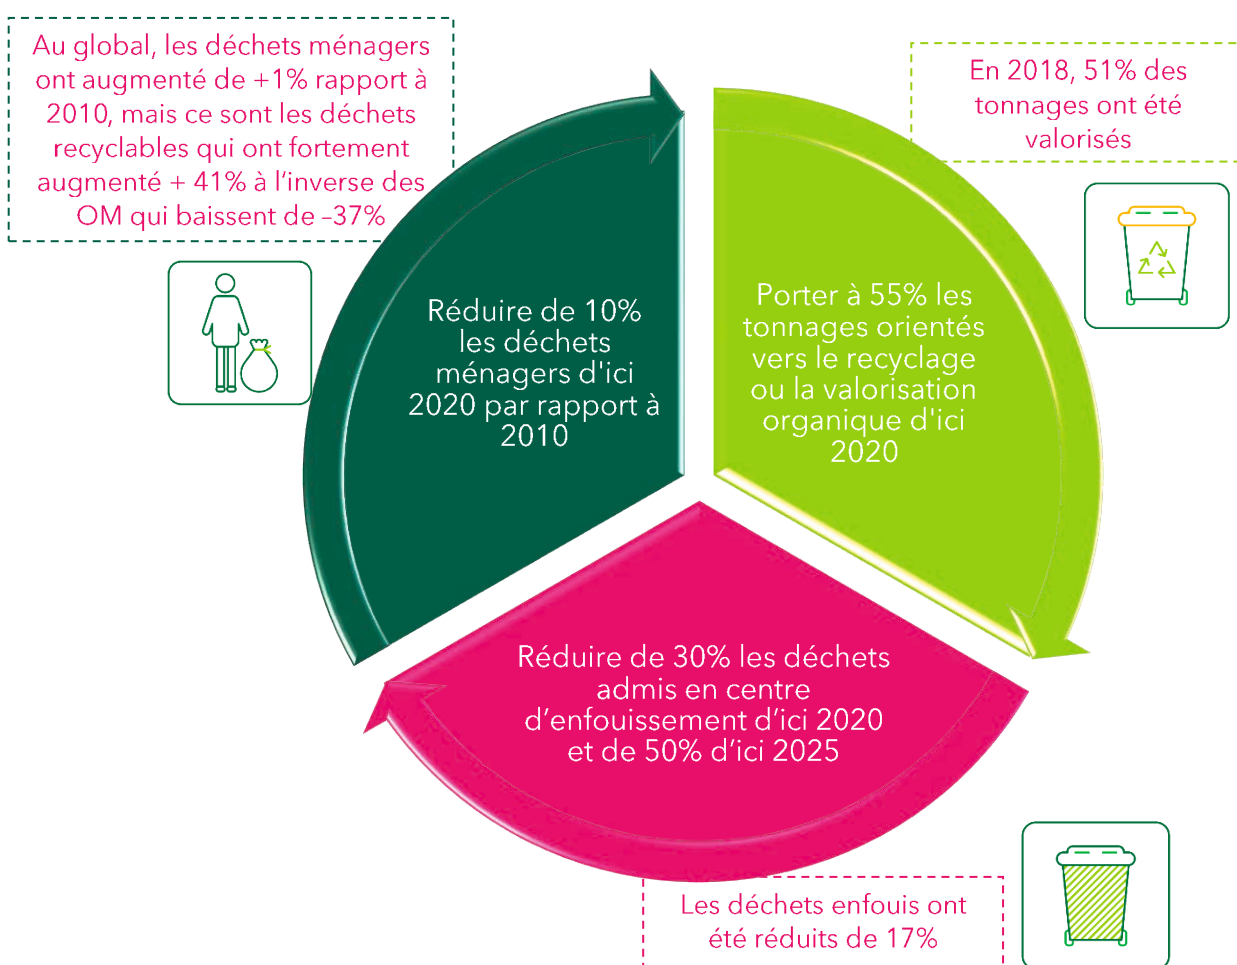 Au global, les déchets ménagers
ont augmenté de +1% rapport à
2010, mais ce sont les déchets
recyclables qui ont fortement
augmenté + 41% à l’inverse des
OM qui baissent de –37%
En 2018, 51% des
tonnages ont été
valorisés
Réduire de 10%
les déchets
ménagers d'ici
2020 par rapport à
2010
Porter à 55% les
tonnages orientés
vers le recyclage
ou la valorisation
organique d'ici
2020
Réduire de 30% les déchets
admis en centre
d’enfouissement d’ici 2020
et de 50% d’ici 2025
Les déchets enfouis ont
été réduits de 17%